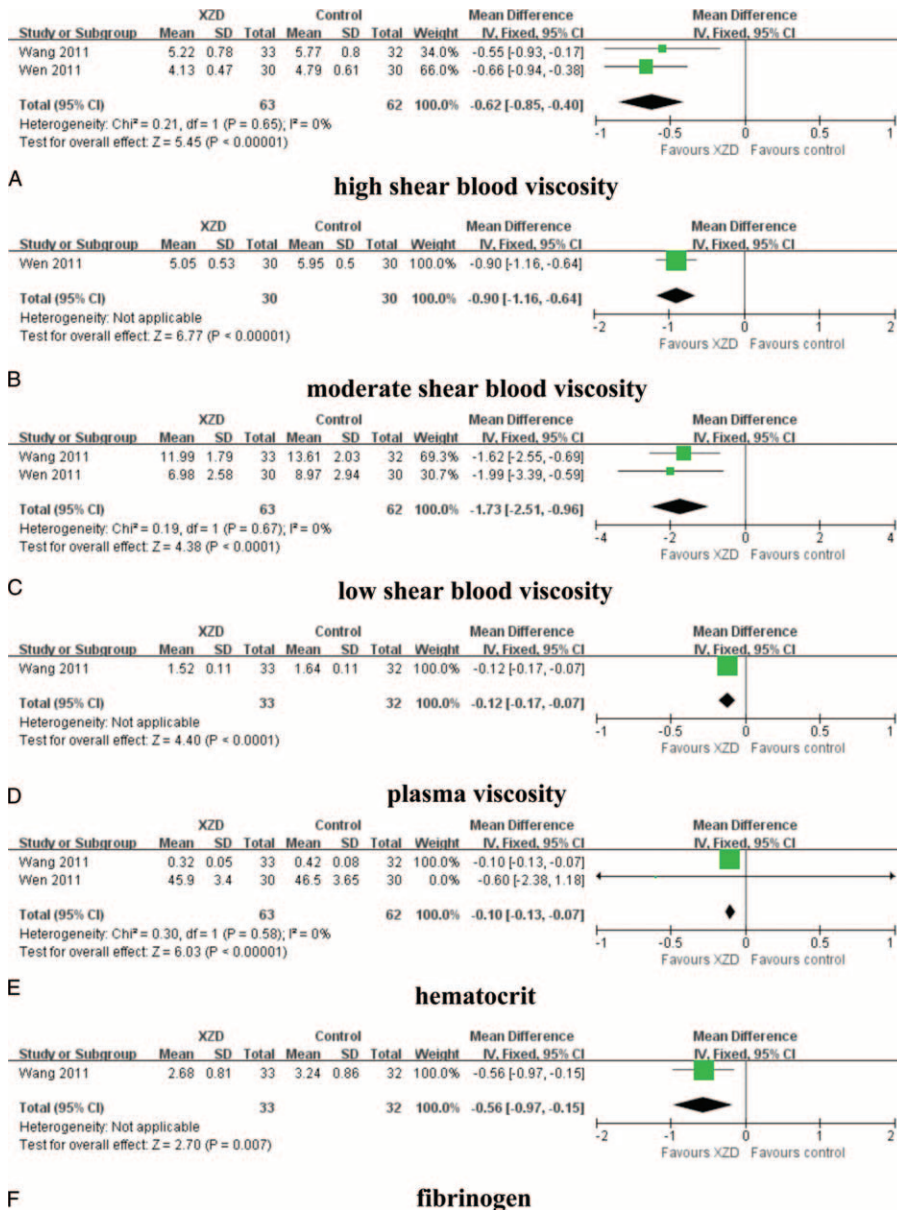 XZD Control Mean Difference Mean Difference
Study or Subgroup Mean SD Total Mean SD Total Weight IV, Fixed, 95% CI IV, Fixed, 95% CI
Wang 2011 5.22 0.78 33 5.77 0.8 32 34.0% -0.55 [-0.93, -0.17]
Wen 2011 4.13 0.47 30 4.79 0.61 30 66.0% -0.66 [-0.94, -0.38]
Total (95% CI) 63 62 100.0% -0.62 [-0.85, -0.40]
Heterogeneity: Chi² = 0.21, df = 1 (P = 0.65); I² = 0%
Test for overall effect: Z = 5.45 (P < 0.00001)
-1 -0.5 0 0.5 1
Favours XZD Favours control
A high shear blood viscosity
XZD Control Mean Difference Mean Difference
Study or Subgroup Mean SD Total Mean SD Total Weight IV, Fixed, 95% CI IV, Fixed, 95% CI
Wen 2011 5.05 0.53 30 5.95 0.5 30 100.0% -0.90 [-1.16, -0.64]
Total (95% CI) 30 30 100.0% -0.90 [-1.16, -0.64]
Heterogeneity: Not applicable
Test for overall effect: Z = 6.77 (P < 0.00001)
-2 -1 0 1 2
Favours XZD Favours control
B moderate shear blood viscosity
XZD Control Mean Difference Mean Difference
Study or Subgroup Mean SD Total Mean SD Total Weight IV, Fixed, 95% CI IV, Fixed, 95% CI
Wang 2011 11.99 1.79 33 13.61 2.03 32 69.3% -1.62 [-2.55, -0.69]
Wen 2011 6.98 2.58 30 8.97 2.94 30 30.7% -1.99 [-3.39, -0.59]
Total (95% CI) 63 62 100.0% -1.73 [-2.51, -0.96]
Heterogeneity: Chi² = 0.19, df = 1 (P = 0.67); I² = 0%
Test for overall effect: Z = 4.38 (P < 0.0001)
-4 -2 0 2 4
Favours XZD Favours control
C low shear blood viscosity
XZD Control Mean Difference Mean Difference
Study or Subgroup Mean SD Total Mean SD Total Weight IV, Fixed, 95% CI IV, Fixed, 95% CI
Wang 2011 1.52 0.11 33 1.64 0.11 32 100.0% -0.12 [-0.17, -0.07]
Total (95% CI) 33 32 100.0% -0.12 [-0.17, -0.07]
Heterogeneity: Not applicable
Test for overall effect: Z = 4.40 (P < 0.0001)
-1 -0.5 0 0.5 1
Favours XZD Favours control
D plasma viscosity
XZD Control Mean Difference Mean Difference
Study or Subgroup Mean SD Total Mean SD Total Weight IV, Fixed, 95% CI IV, Fixed, 95% CI
Wang 2011 0.32 0.05 33 0.42 0.08 32 100.0% -0.10 [-0.13, -0.07]
Wen 2011 45.9 3.4 30 46.5 3.65 30 0.0% -0.60 [-2.38, 1.18]
Total (95% CI) 63 62 100.0% -0.10 [-0.13, -0.07]
Heterogeneity: Chi² = 0.30, df = 1 (P = 0.58); I² = 0%
Test for overall effect: Z = 6.03 (P < 0.00001)
-1 -0.5 0 0.5 1
Favours XZD Favours control
E hematocrit
XZD Control Mean Difference Mean Difference
Study or Subgroup Mean SD Total Mean SD Total Weight IV, Fixed, 95% CI IV, Fixed, 95% CI
Wang 2011 2.68 0.81 33 3.24 0.86 32 100.0% -0.56 [-0.97, -0.15]
Total (95% CI) 33 32 100.0% -0.56 [-0.97, -0.15]
Heterogeneity: Not applicable
Test for overall effect: Z = 2.70 (P = 0.007)
-2 -1 0 1 2
Favours XZD Favours control
F fibrinogen